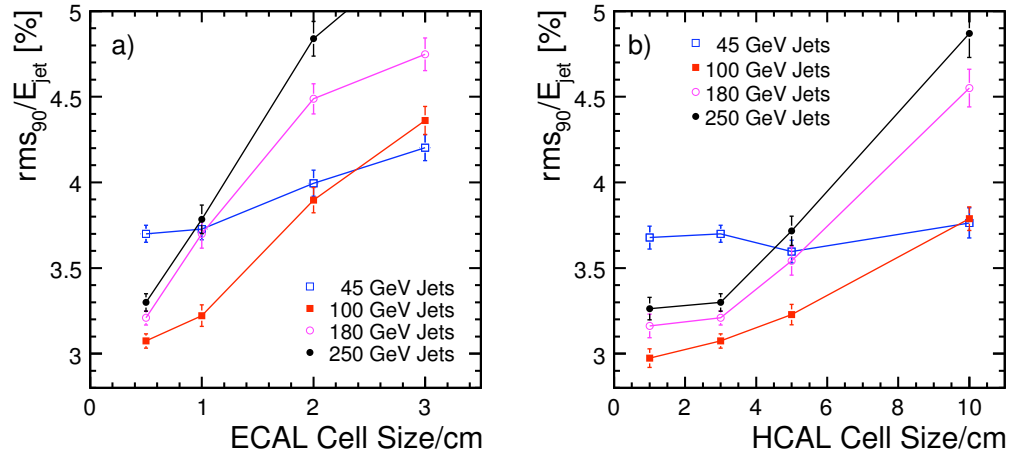 a)
rms90/Ejet [%]
5
4.5
4
3.5
3
0 1 2 3
ECAL Cell Size/cm
45 GeV Jets
100 GeV Jets
180 GeV Jets
250 GeV Jets
b)
rms90/Ejet [%]
5
4.5
4
3.5
3
0 2 4 6 8 10
HCAL Cell Size/cm
45 GeV Jets
100 GeV Jets
180 GeV Jets
250 GeV Jets